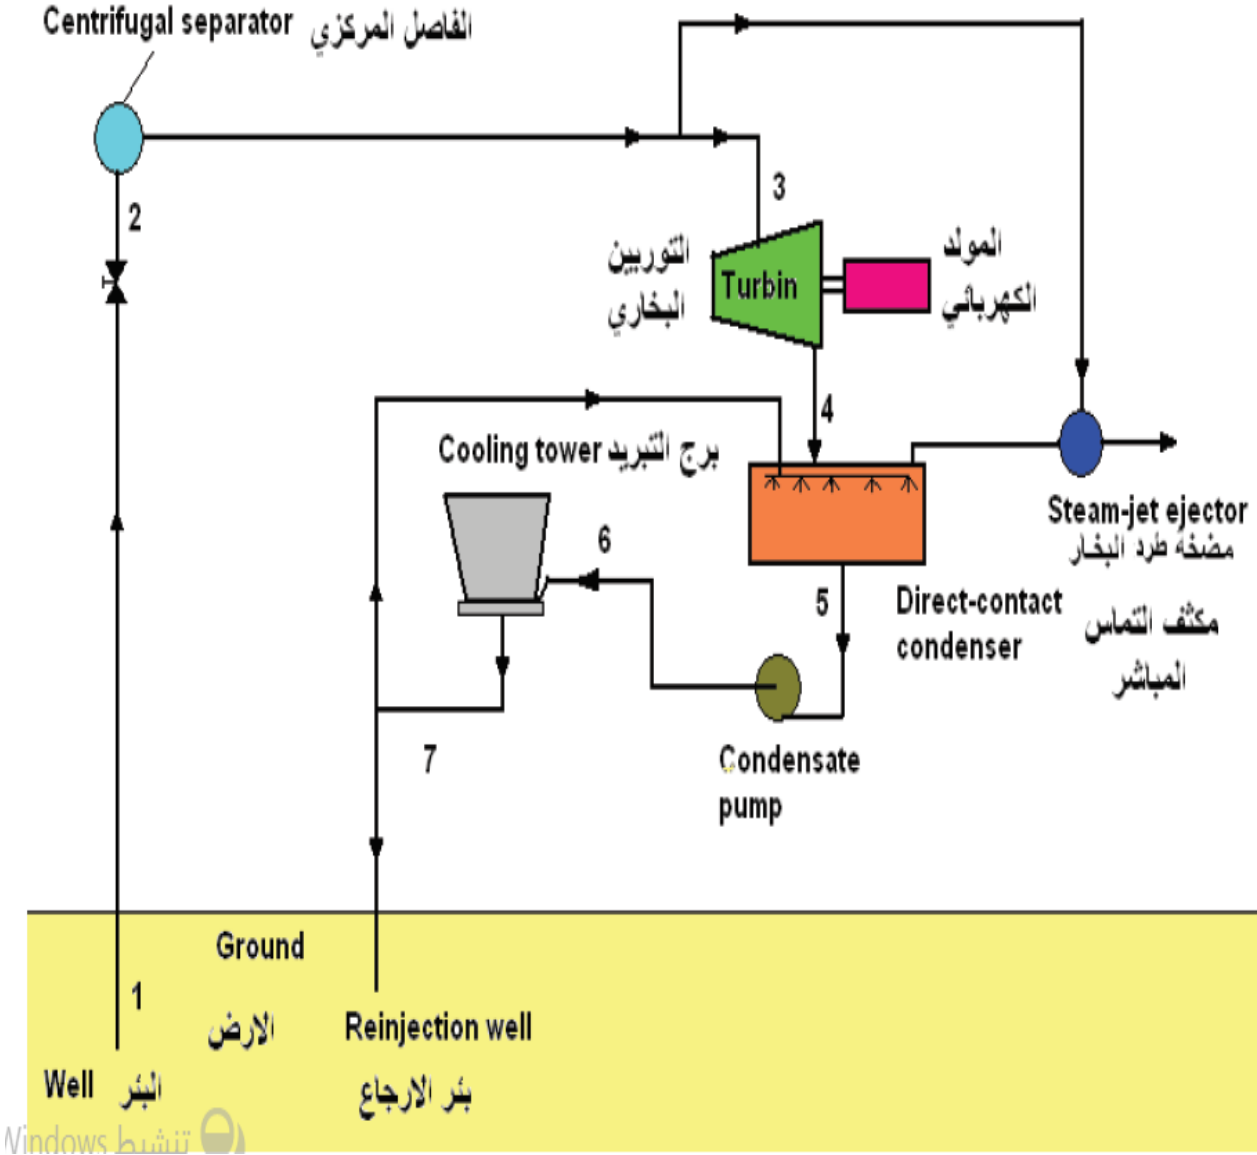 Centrifugal separator الفاصل المركزي
2
3
التوربين
البخاري
Turbin
المولد
الكهربائي
4
Cooling tower برج التبريد
6
Steam-jet ejector
مضخة طرد البخار
5
Direct-contact
condenser
مكثف التماس
المباشر
7
Condensate
pump
Ground
الارض
1
Reinjection well
بئر الارجاع
Well البئر
تنشيط Windows